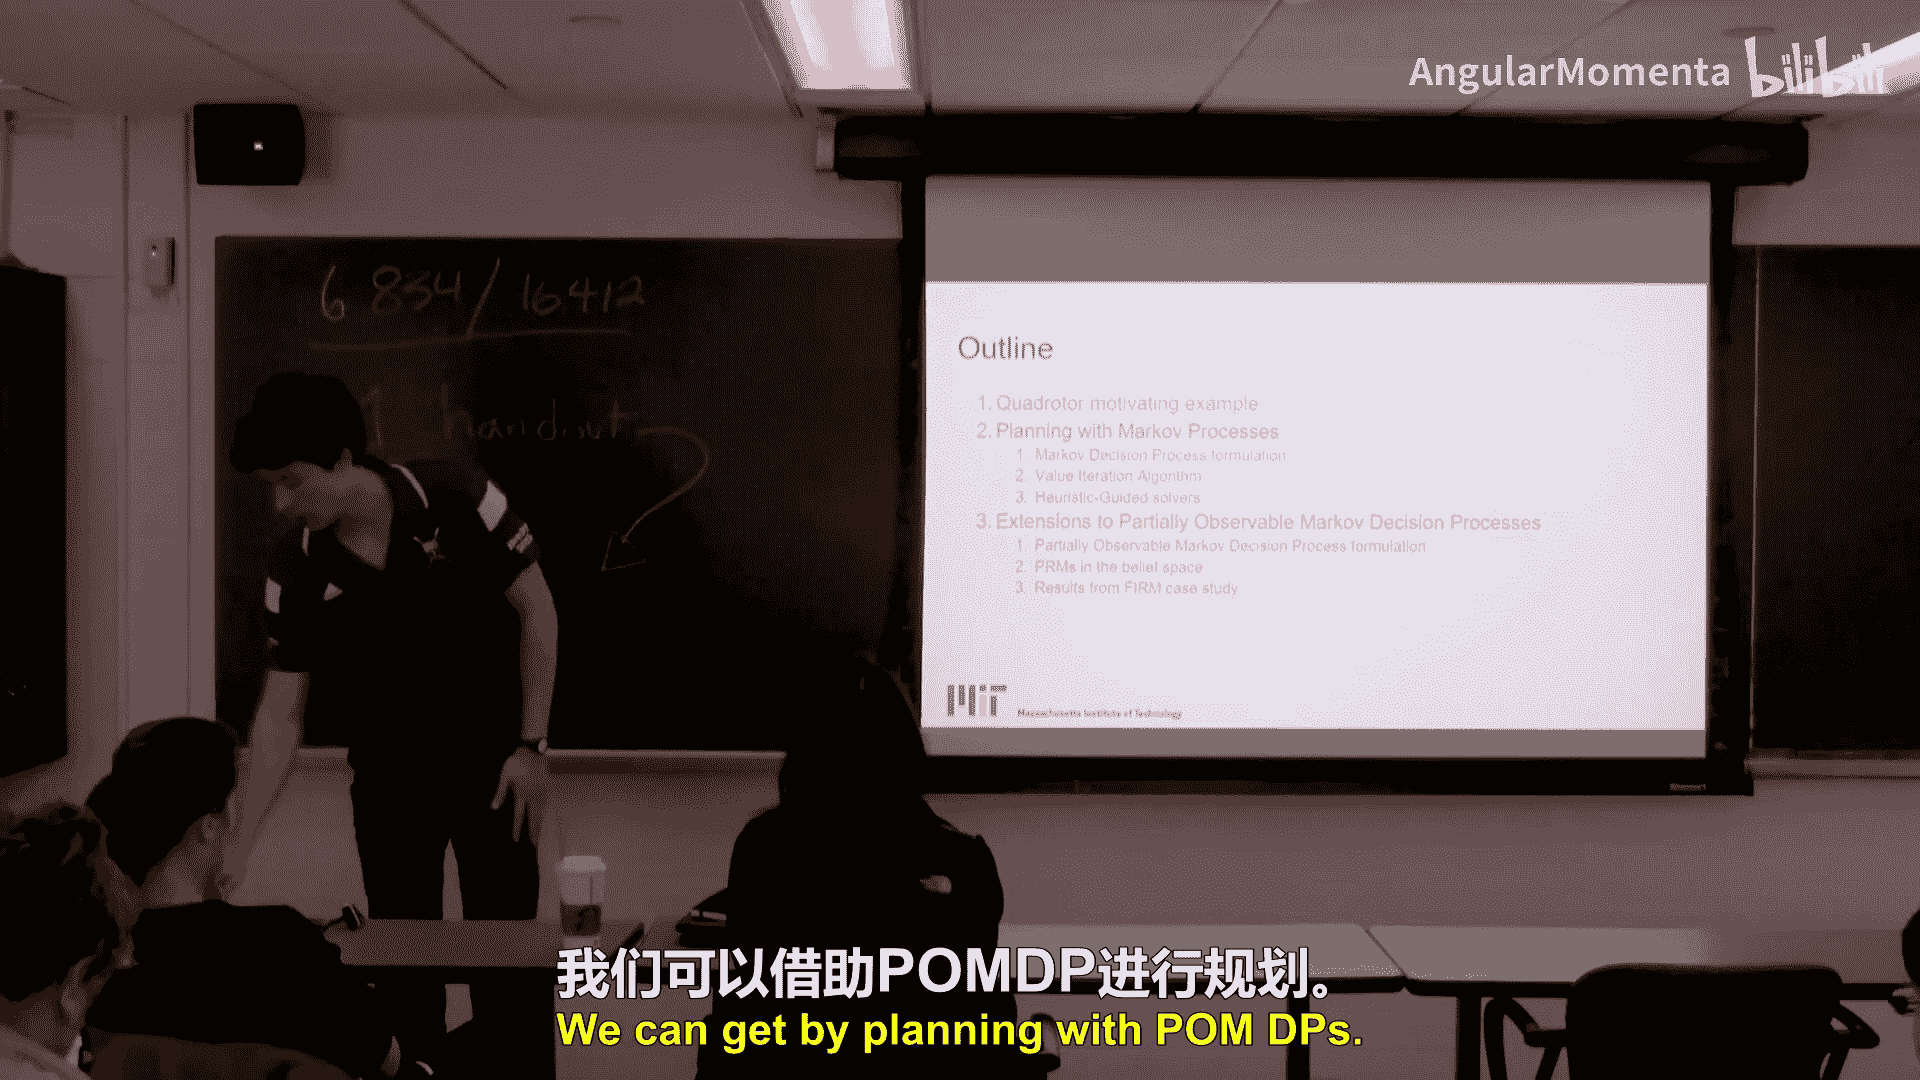 AngularMomenta bilibili
6 834 / 16 412
1 handout
Outline
1. Quadrotor motivating example
2. Planning with Markov Processes
1. Markov Decision Process formulation
2. Value Iteration Algorithm
3. Heuristic-Guided solvers
3. Extensions to Partially Observable Markov Decision Processes
1. Partially Observable Markov Decision Process formulation
2. PRMs in the belief space
3. Results from FIRM case study
MIT Massachusetts Institute of Technology
我们可以借助POMDP进行规划。
We can get by planning with POM DPs.